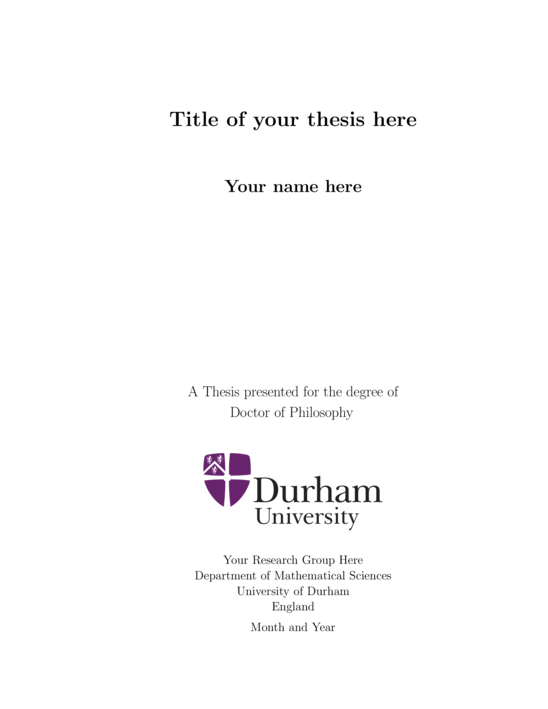 Title of your thesis here
Your name here
A Thesis presented for the degree of
Doctor of Philosophy
Durham
University
Your Research Group Here
Department of Mathematical Sciences
University of Durham
England
Month and Year